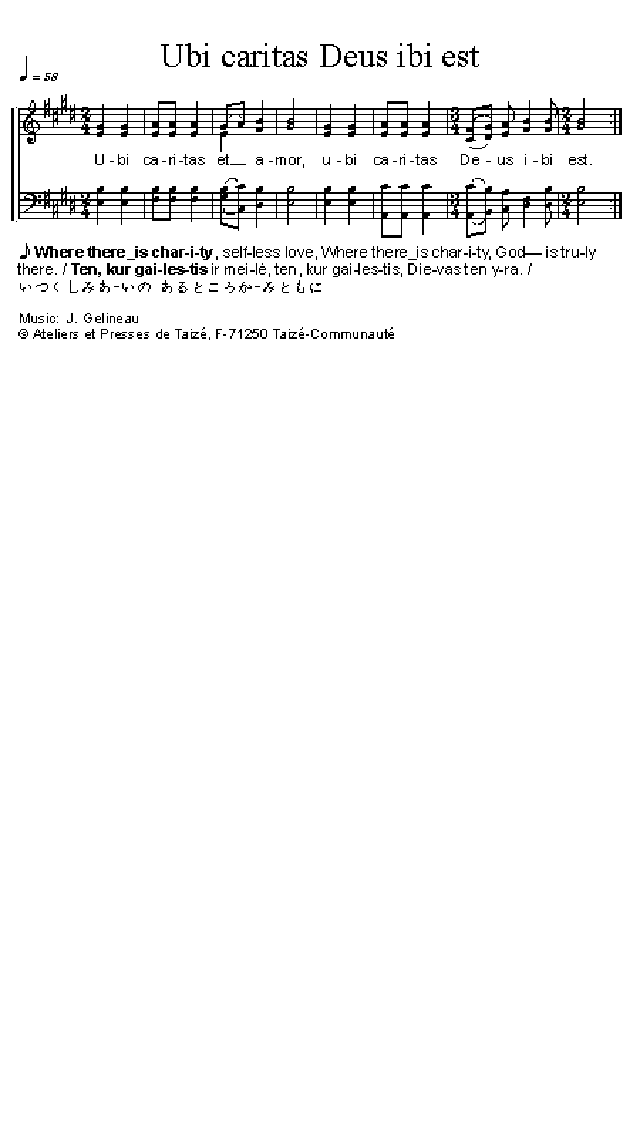 Ubi caritas Deus ibi est
♩ = 58
U-bi ca-ri-tas et__ a-mor, u-bi ca-ri-tas De-us i-bi est.
♪ Where there_is char-i-ty, self-less love, Where there_is char-i-ty, God— is tru-ly
there. / Ten, kur gai-les-tis ir mei-lė, ten, kur gai-les-tis, Die-vas ten y-ra. /
いつくしみあ-いの あるところか-みともに
Music: J. Gelineau
© Ateliers et Presses de Taizé, F-71250 Taizé-Communauté